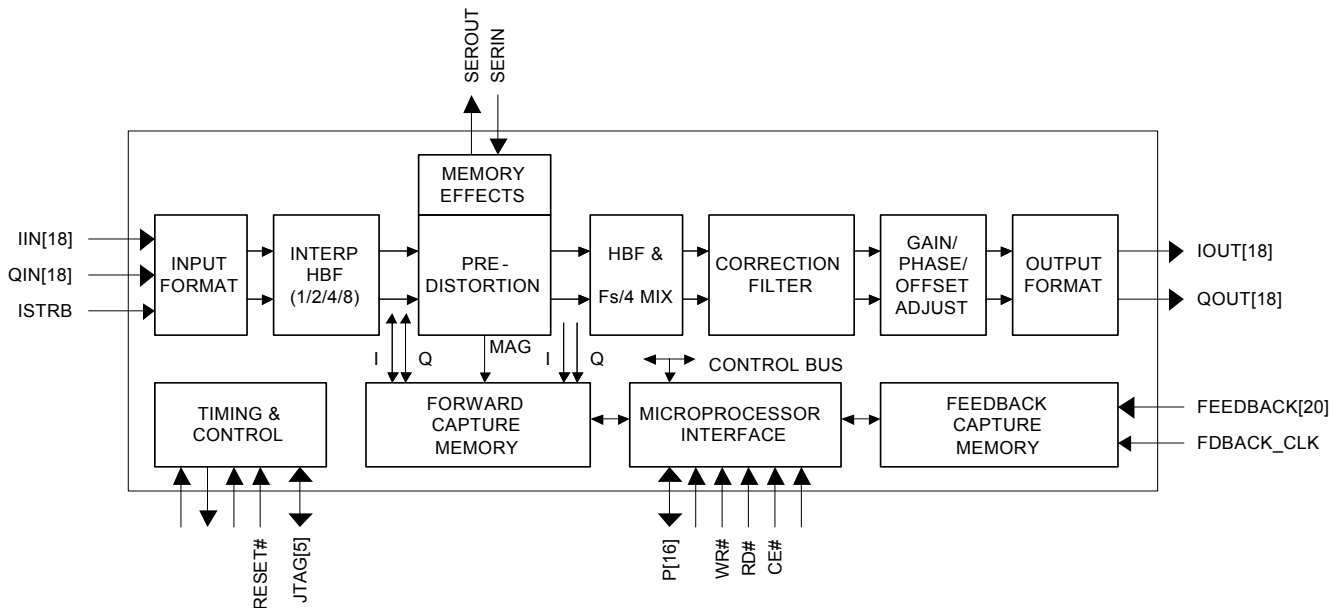 SEROUT
SERIN
MEMORY
EFFECTS
IIN[18]
QIN[18]
ISTRB
INPUT
FORMAT
INTERP
HBF
(1/2/4/8)
PRE-
DISTORTION
HBF &
Fs/4 MIX
CORRECTION
FILTER
GAIN/
PHASE/
OFFSET
ADJUST
OUTPUT
FORMAT
IOUT[18]
QOUT[18]
I
Q
MAG
I
Q
CONTROL BUS
TIMING &
CONTROL
FORWARD
CAPTURE
MEMORY
MICROPROCESSOR
INTERFACE
FEEDBACK
CAPTURE
MEMORY
FEEDBACK[20]
FDBACK_CLK
RESET#
JTAG[5]
P[16]
WR#
RD#
CE#